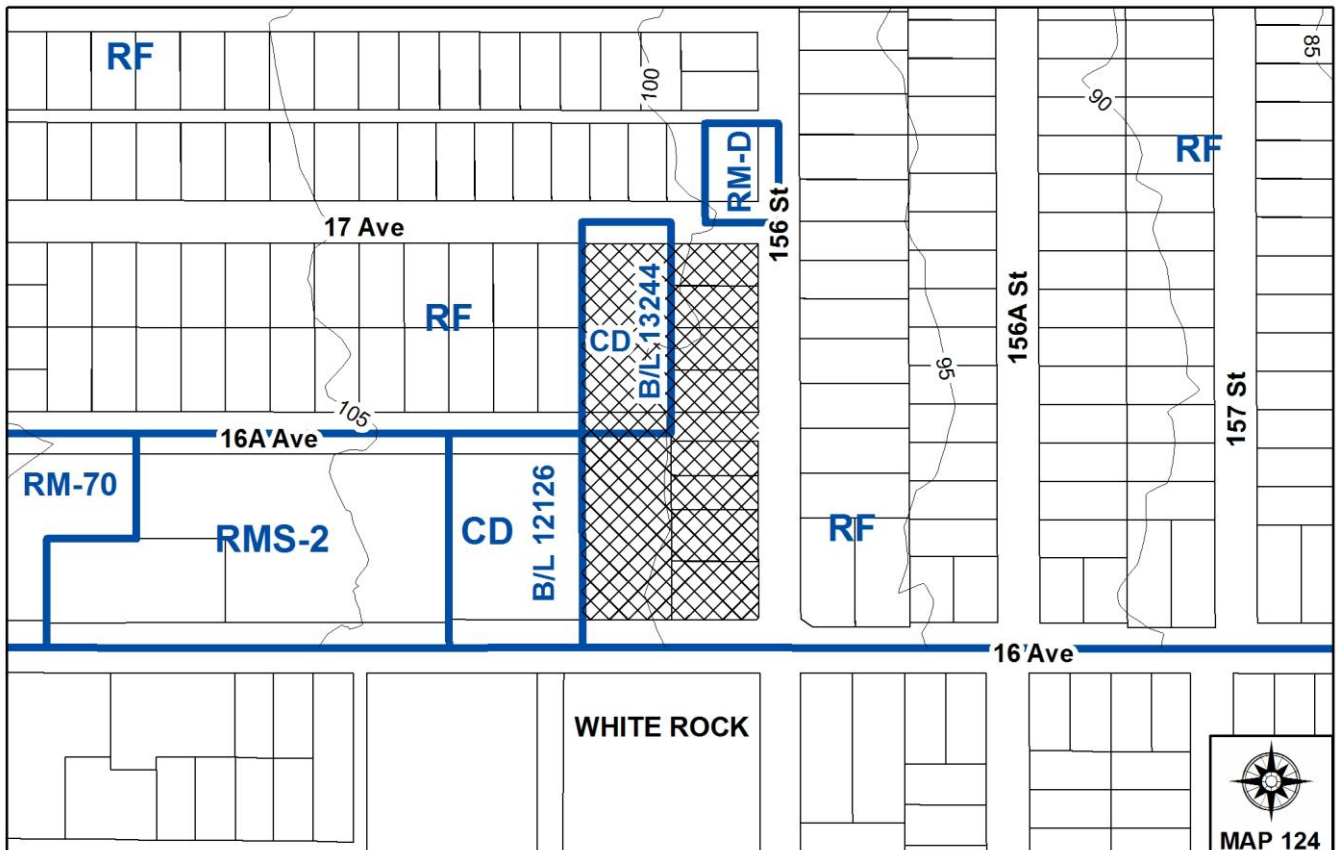 RF
100
85
90
RM-D
RF
156 St
17 Ave
CD
B/L 13244
RF
156A St
95
157 St
105
16A Ave
RM-70
RMS-2
CD
B/L 12126
RF
16 Ave
WHITE ROCK
MAP 124